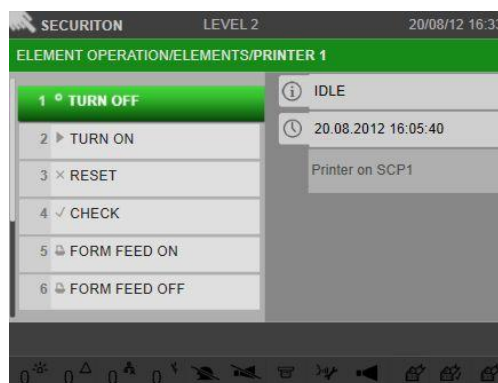 SECURITON LEVEL 2 20/08/12 16:33
ELEMENT OPERATION/ELEMENTS/PRINTER 1
1 TURN OFF
2 TURN ON
3 RESET
4 CHECK
5 FORM FEED ON
6 FORM FEED OFF
IDLE
20.08.2012 16:05:40
Printer on SCP1
0 0 0 0